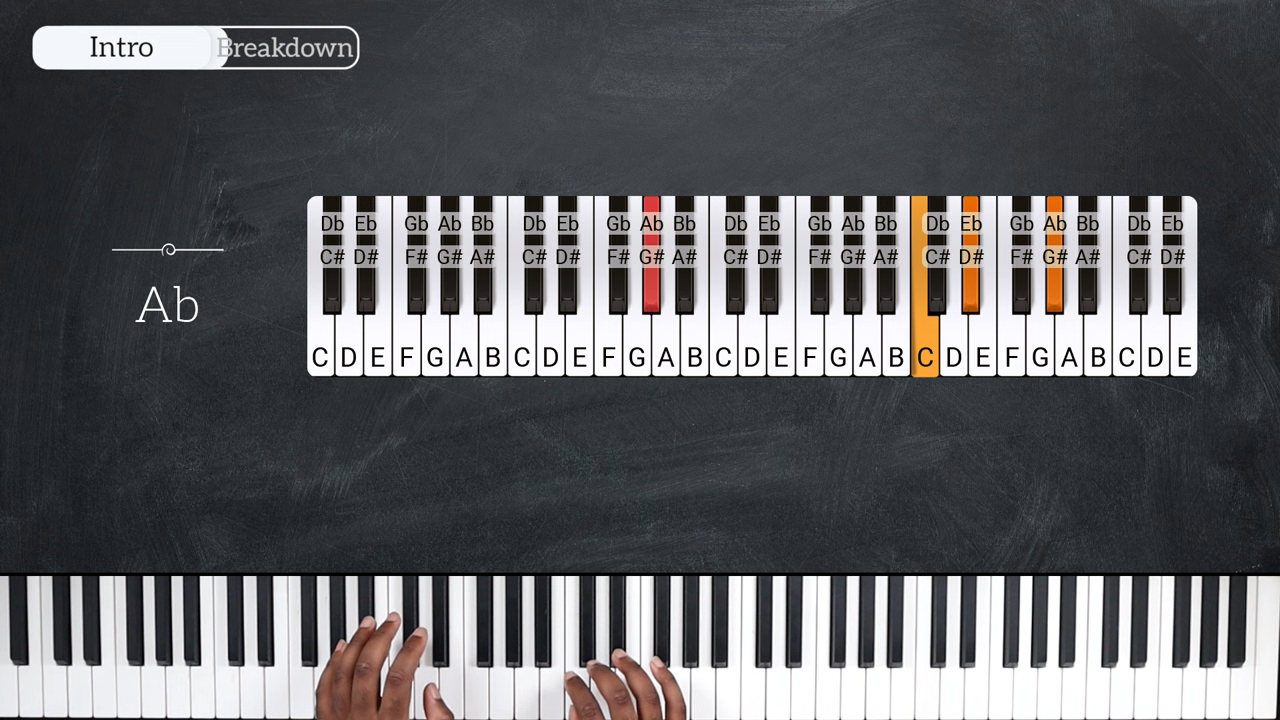 Intro Breakdown
Ab
Db Eb Gb Ab Bb Db Eb Gb Ab Bb Db Eb Gb Ab Bb Db Eb Gb Ab Bb Db Eb
C# D# F# G# A# C# D# F# G# A# C# D# F# G# A# C# D# F# G# A# C# D#
C D E F G A B C D E F G A B C D E F G A B C D E F G A B C D E